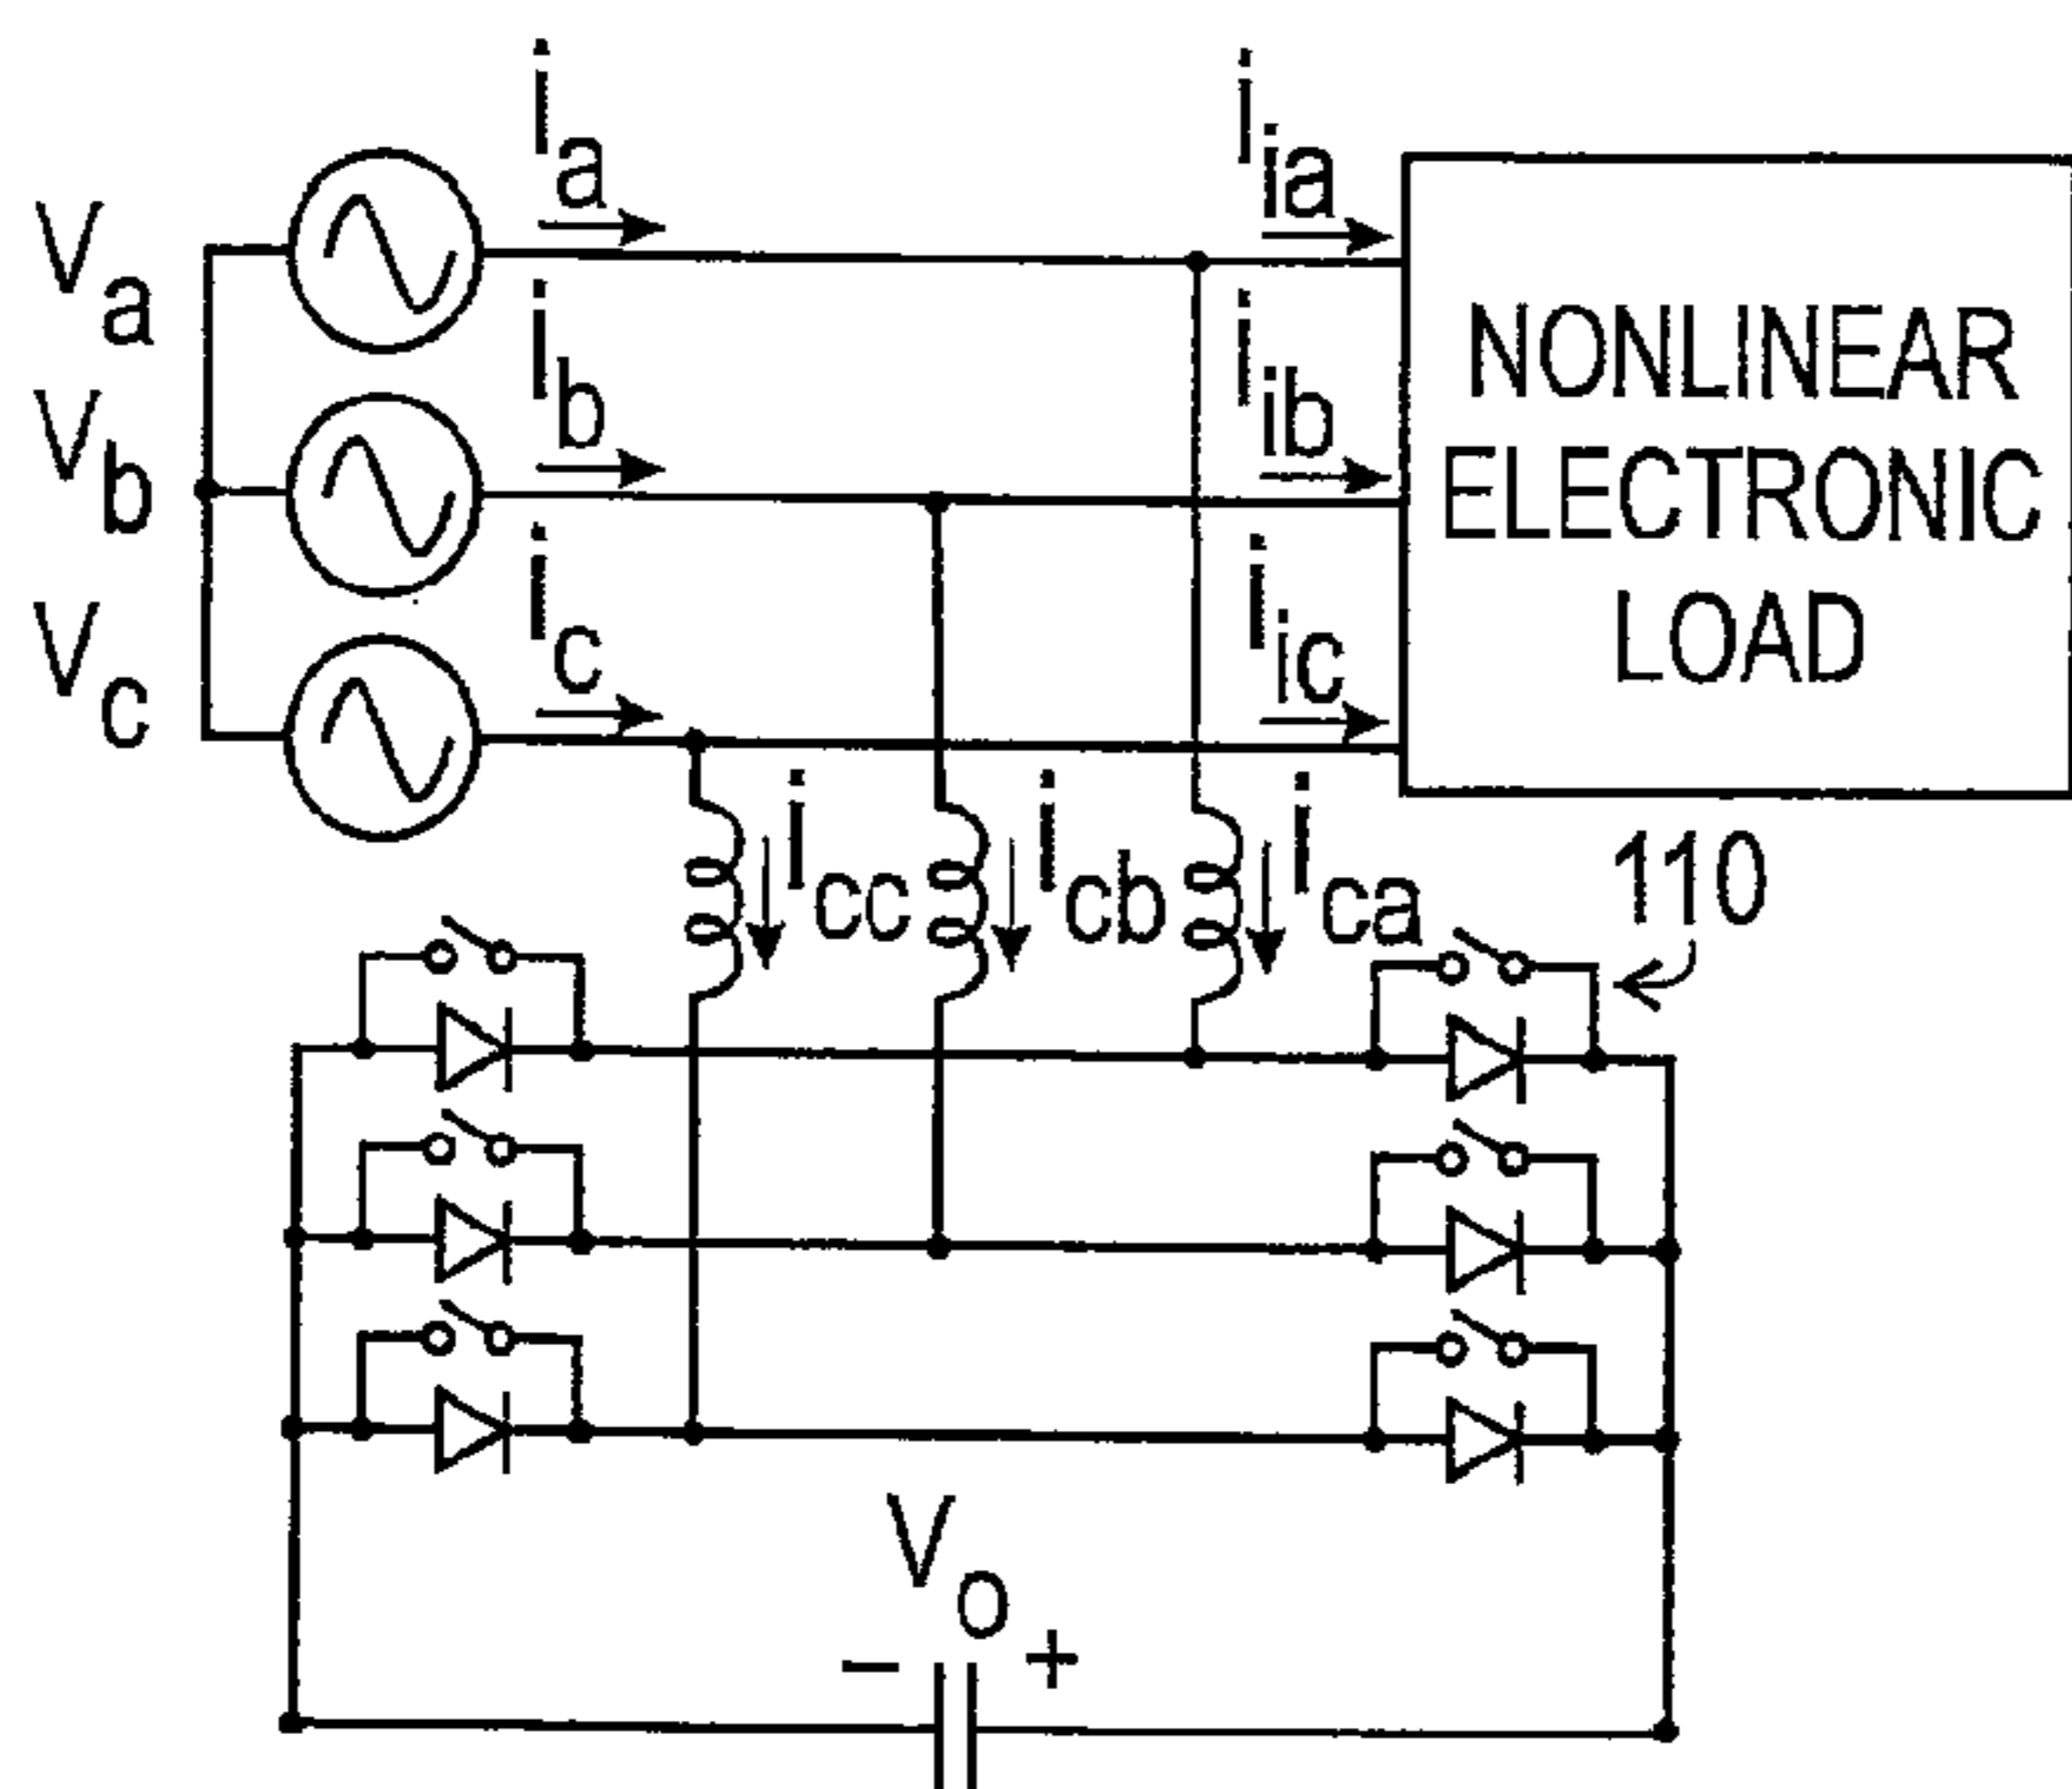 Va
Vb
Vc
ia
ib
ic
iia
iib
iic
NONLINEAR
ELECTRONIC
LOAD
icc
icb
ica
110
Vo
− +